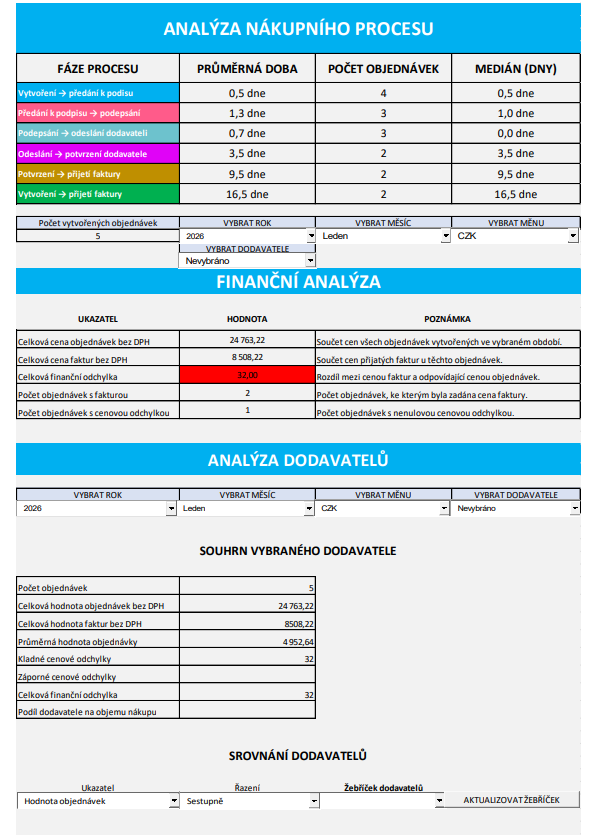 ANALÝZA NÁKUPNÍHO PROCESU
FÁZE PROCESU PRŮMĚRNÁ DOBA POČET OBJEDNÁVEK MEDIÁN (DNY)
Vytvoření → předání k podisu 0,5 dne 4 0,5 dne
Předání k podpisu → podepsání 1,3 dne 3 1,0 dne
Podepsání → odeslání dodavateli 0,7 dne 3 0,0 dne
Odeslání → potvrzení dodavatele 3,5 dne 2 3,5 dne
Potvrzení → přijetí faktury 9,5 dne 2 9,5 dne
Vytvoření → přijetí faktury 16,5 dne 2 16,5 dne
Počet vytvořených objednávek VYBRAT ROK VYBRAT MĚSÍC VYBRAT MĚNU
5 2026 Leden CZK
VYBRAT DODAVATELE
Nevybráno
FINANČNÍ ANALÝZA
UKAZATEL HODNOTA POZNÁMKA
Celková cena objednávek bez DPH 24 763,22 Součet cen všech objednávek vytvořených ve vybraném období.
Celková cena faktur bez DPH 8 508,22 Součet cen přijatých faktur u těchto objednávek.
Celková finanční odchylka 32,00 Rozdíl mezi cenou faktur a odpovídající cenou objednávek.
Počet objednávek s fakturou 2 Počet objednávek, ke kterým byla zadána cena faktury.
Počet objednávek s cenovou odchylkou 1 Počet objednávek s nenulovou cenovou odchylkou.
ANALÝZA DODAVATELŮ
VYBRAT ROK VYBRAT MĚSÍC VYBRAT MĚNU VYBRAT DODAVATELE
2026 Leden CZK Nevybráno
SOUHRN VYBRANÉHO DODAVATELE
Počet objednávek 5
Celková hodnota objednávek bez DPH 24 763,22
Celková hodnota faktur bez DPH 8508,22
Průměrná hodnota objednávky 4 952,64
Kladné cenové odchylky 32
Záporné cenové odchylky
Celková finanční odchylka 32
Podíl dodavatele na objemu nákupu
SROVNÁNÍ DODAVATELŮ
Ukazatel Řazení Žebříček dodavatelů
Hodnota objednávek Sestupně AKTUALIZOVAT ŽEBŘÍČEK